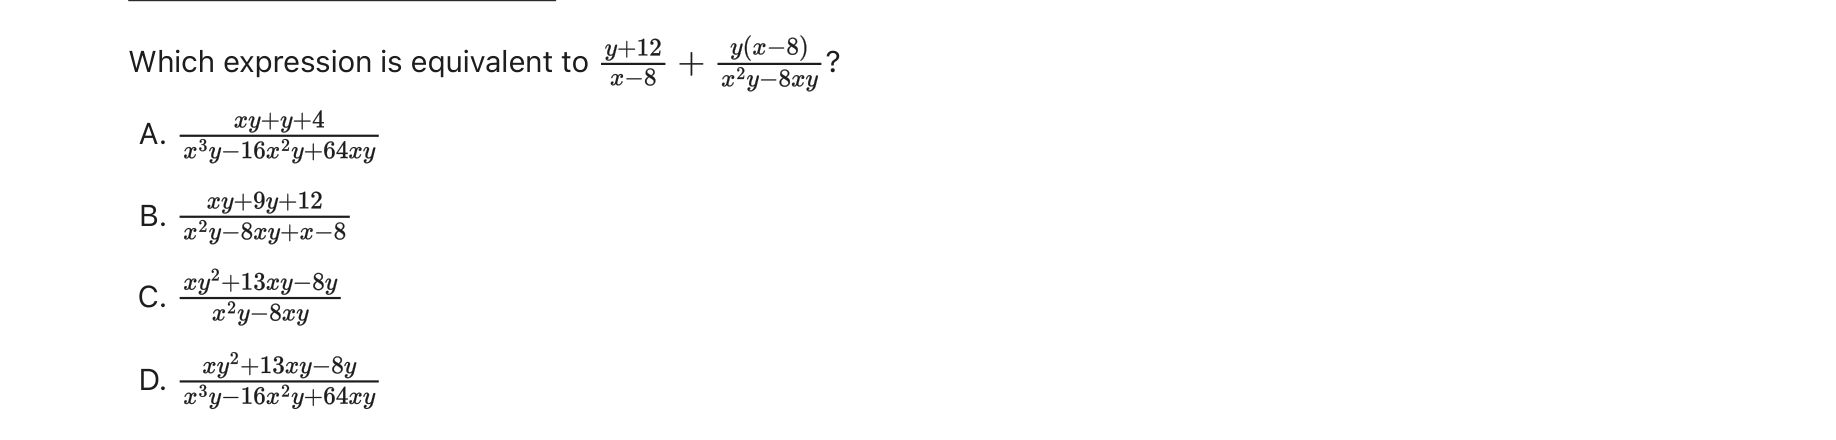 Which expression is equivalent to \frac{y+12}{x-8} + \frac{y(x-8)}{x^2y-8xy}?
A. \frac{xy+y+4}{x^3y-16x^2y+64xy}
B. \frac{xy+9y+12}{x^2y-8xy+x-8}
C. \frac{xy^2+13xy-8y}{x^2y-8xy}
D. \frac{xy^2+13xy-8y}{x^3y-16x^2y+64xy}